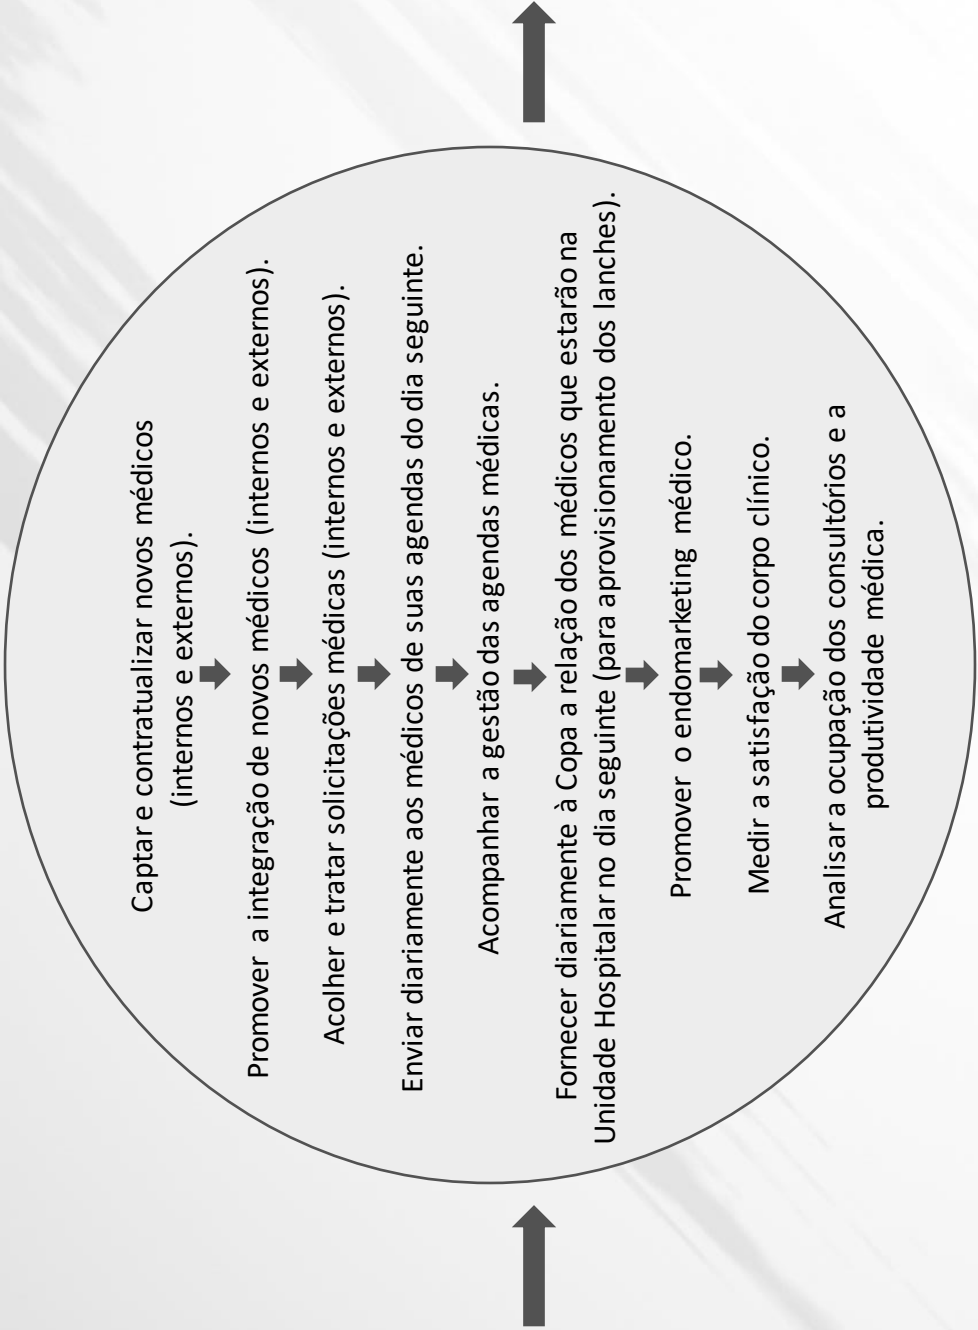 Captar e contratualizar novos médicos
(internos e externos).
Promover a integração de novos médicos (internos e externos).
Acolher e tratar solicitações médicas (internos e externos).
Enviar diariamente aos médicos de suas agendas do dia seguinte.
Acompanhar a gestão das agendas médicas.
Fornecer diariamente à Copa a relação dos médicos que estarão na
Unidade Hospitalar no dia seguinte (para aprovisionamento dos lanches).
Promover o endomarketing médico.
Medir a satisfação do corpo clínico.
Analisar a ocupação dos consultórios e a
produtividade médica.